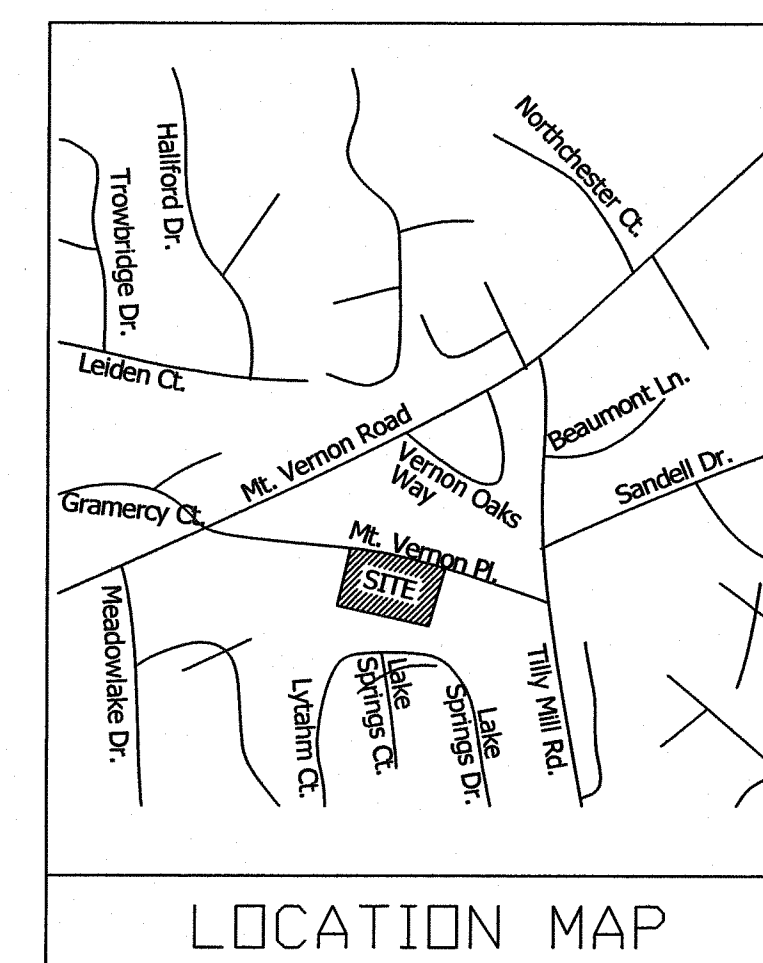 Northchester Ct.
Hallford Dr.
Trowbridge Dr.
Leiden Ct.
Beaumont Ln.
Mt. Vernon Road
Vernon Oaks
Way
Sandell Dr.
Gramercy Ct.
Mt. Vernon Pl.
SITE
Meadowlake Dr.
Lytahm Ct.
Lake
Springs Ct.
Lake
Springs Dr.
Tilly Mill Rd.
LOCATION MAP